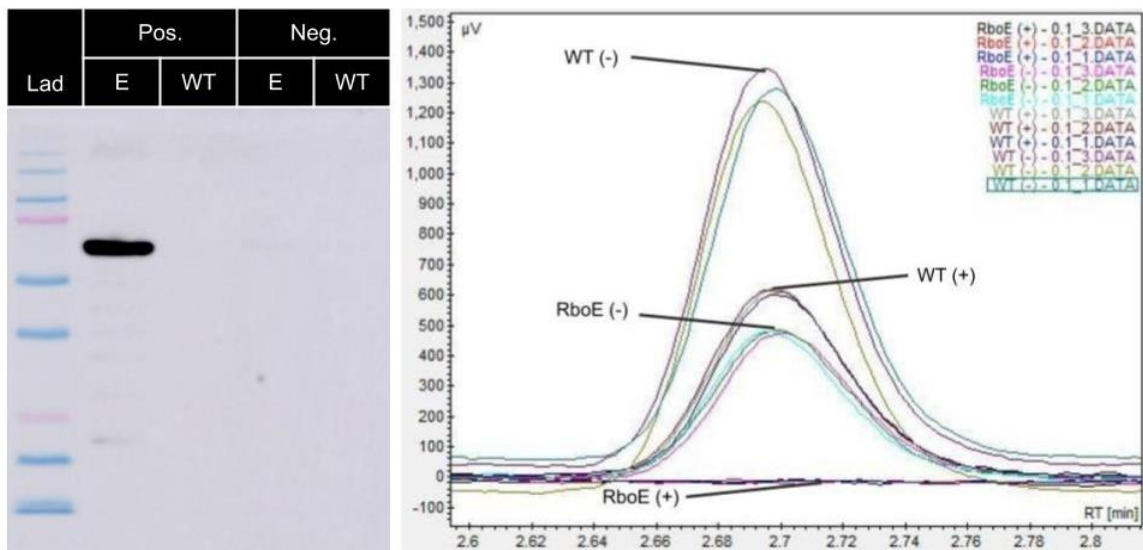 Pos. Neg.
Lad E WT E WT
1,500
1,400
1,300
1,200
1,100
1,000
900
800
700
600
500
400
300
200
100
0
-100
µV
WT (-)
WT (+)
RboE (-)
RboE (+)
RboE (+) - 0.1_3.DATA
RboE (+) - 0.1_2.DATA
RboE (+) - 0.1_1.DATA
RboE (-) - 0.1_3.DATA
RboE (-) - 0.1_2.DATA
RboE (-) - 0.1_1.DATA
WT (+) - 0.1_3.DATA
WT (+) - 0.1_2.DATA
WT (+) - 0.1_1.DATA
WT (-) - 0.1_3.DATA
WT (-) - 0.1_2.DATA
WT (-) - 0.1_1.DATA
RT [min]
2.6 2.62 2.64 2.66 2.68 2.7 2.72 2.74 2.76 2.78 2.8